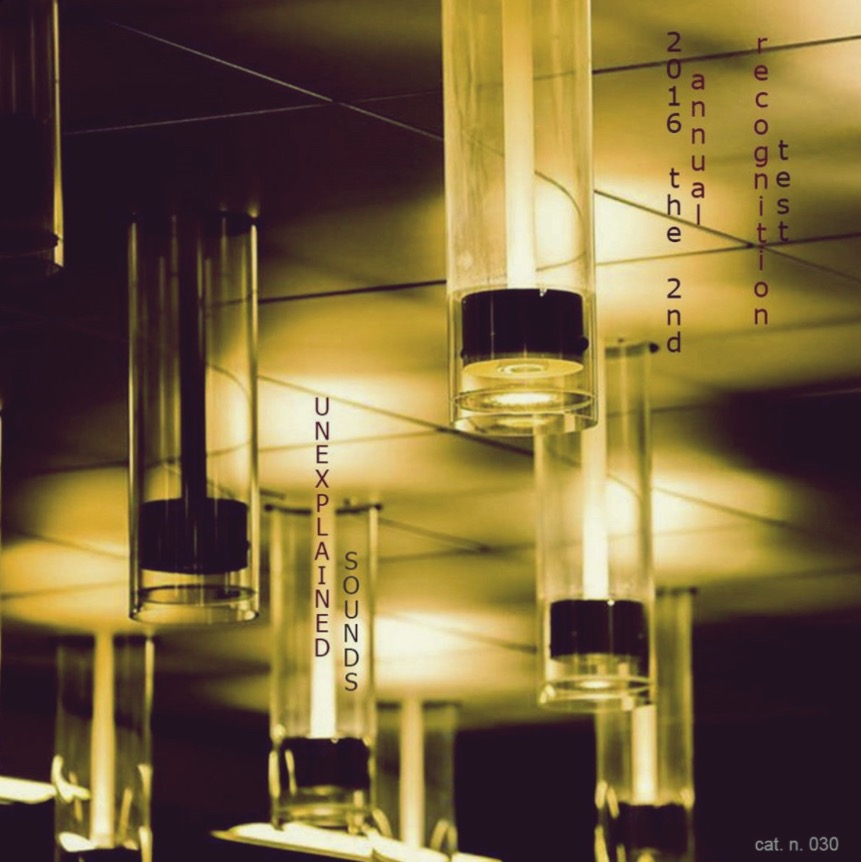 2016 the 2nd
annual
recognition
test
UNEXPLAINED
SOUNDS
cat. n. 030